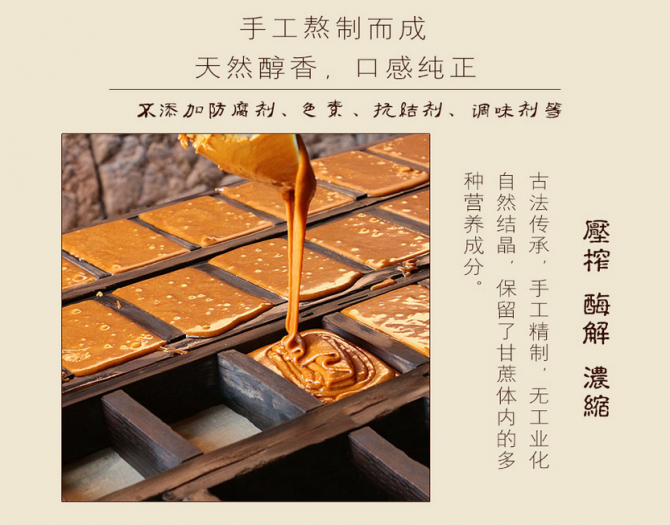 手工熬制而成
天然醇香，口感纯正
不添加防腐剂、色素、抗结剂、调味剂等
壓搾 酶解 濃縮
古法传承，手工精制，无工业化
自然结晶，保留了甘蔗体内的多
种营养成分。